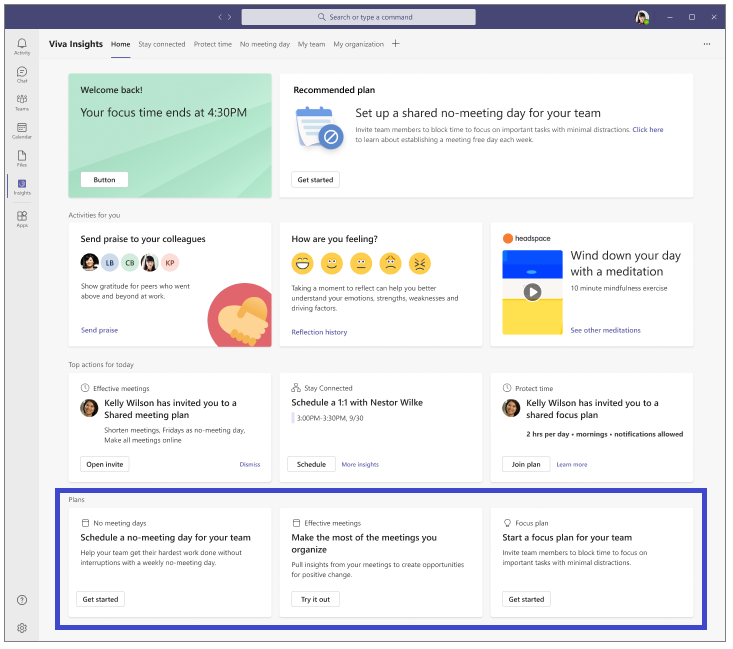 Search or type a command
Activity
Chat
Teams
Calendar
Files
Insights
Apps
Viva Insights Home Stay connected Protect time No meeting day My team My organization
Welcome back!
Your focus time ends at 4:30PM
Button
Recommended plan
Set up a shared no-meeting day for your team
Invite team members to block time to focus on important tasks with minimal distractions. Click here
to learn about establishing a meeting free day each week.
Get started
Activities for you
Send praise to your colleagues
LB CB KP
Show gratitude for peers who went
above and beyond at work.
Send praise
How are you feeling?
Taking a moment to reflect can help you better
understand your emotions, strengths, weaknesses and
driving factors.
Reflection history
headspace
Wind down your day
with a meditation
10 minute mindfulness exercise
See other meditations
Top actions for today
Effective meetings
Kelly Wilson has invited you to a
Shared meeting plan
Shorten meetings, Fridays as no-meeting day,
Make all meetings online
Open invite Dismiss
Stay Connected
Schedule a 1:1 with Nestor Wilke
3:00PM-3:30PM, 9/30
Schedule More insights
Protect time
Kelly Wilson has invited you to a
shared focus plan
2 hrs per day • mornings • notifications allowed
Join plan Learn more
Plans
No meeting days
Schedule a no-meeting day for your team
Help your team get their hardest work done without
interruptions with a weekly no-meeting day.
Get started
Effective meetings
Make the most of the meetings you
organize
Pull insights from your meetings to create opportunities
for positive change.
Try it out
Focus plan
Start a focus plan for your team
Invite team members to block time to focus on
important tasks with minimal distractions.
Get started